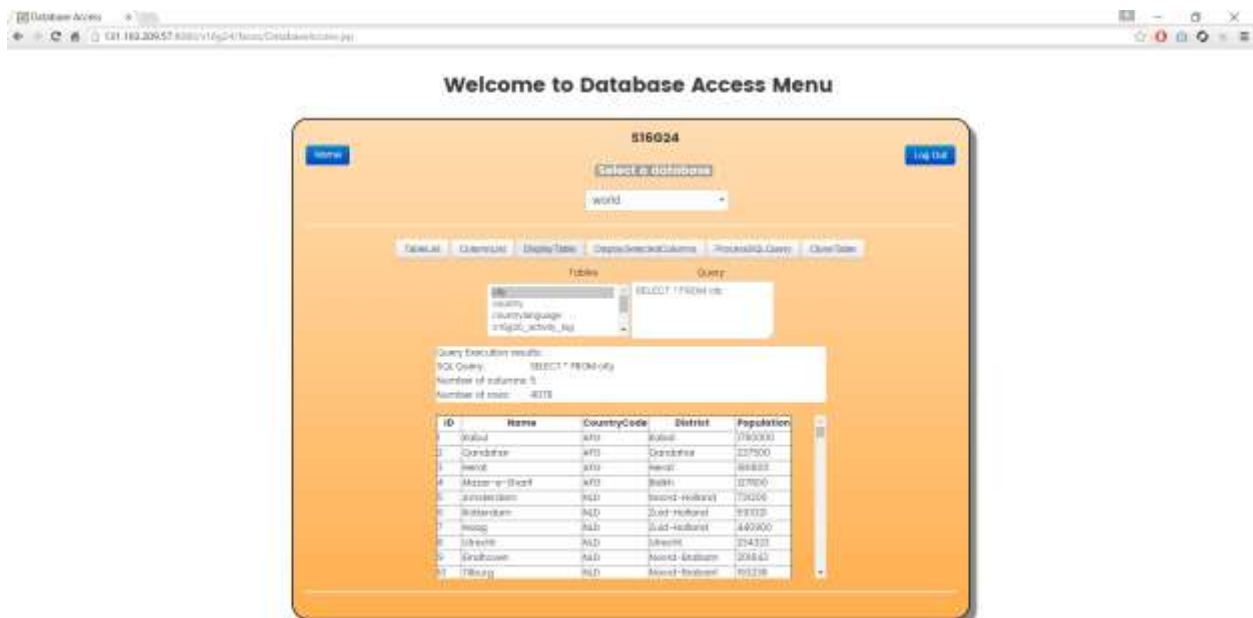 Database Access
Welcome to Database Access Menu
S16G24
Home
Log Out
Select a database
world
TableList ColumnList DisplayTable DisplaySelectedColumns ProcessSQLQuery
Tables Query
city
SELECT * FROM city
country
countrylanguage
Query Execution results:
SQL Query: SELECT * FROM city
Number of columns: 5
Number of rows: 4079
ID Name CountryCode District Population
1 Kabul AFG Kabol 1780000
2 Qandahar AFG Qandahar 237500
3 Herat AFG Herat
4 Mazar-e-Sharif AFG Balkh 127800
5 Amsterdam NLD Noord-Holland
6 Rotterdam NLD Zuid-Holland
7 Haag NLD Zuid-Holland 440900
8 Utrecht NLD Utrecht 234323
9 Eindhoven NLD Noord-Brabant 201843
10 Tilburg NLD Noord-Brabant 193238